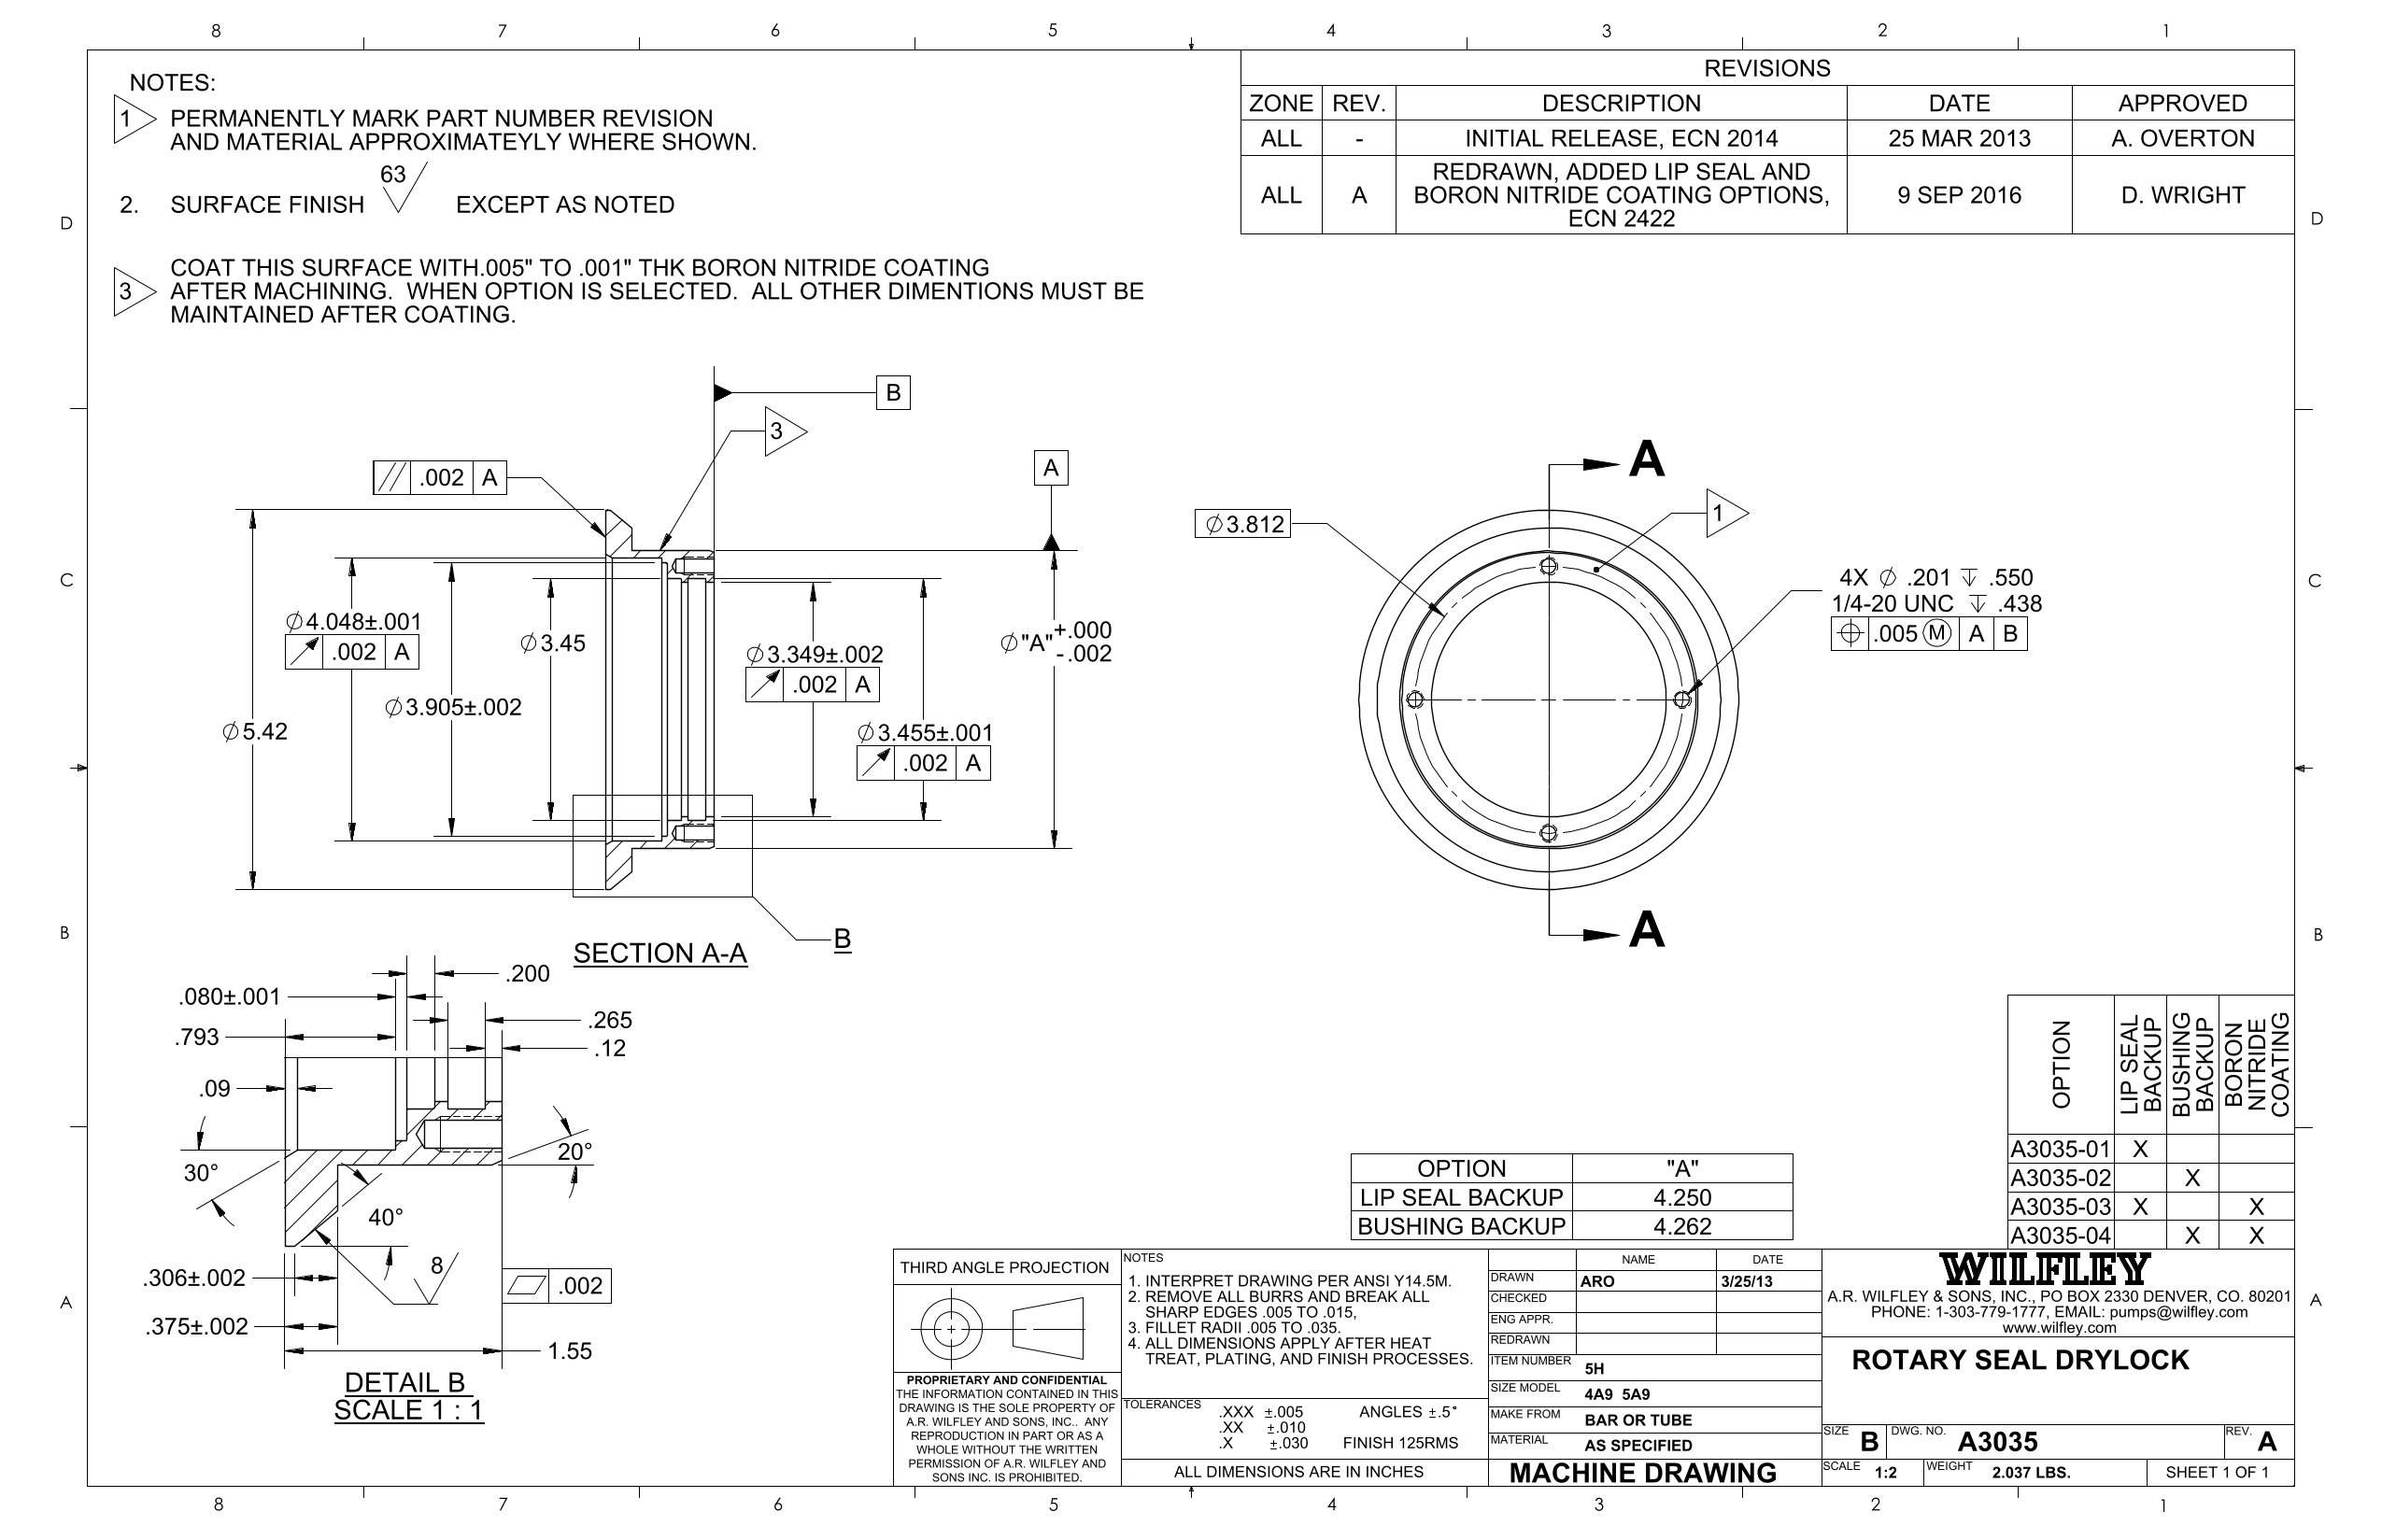 8 7 6 5 4 3 2 1
NOTES:
1 PERMANENTLY MARK PART NUMBER REVISION
AND MATERIAL APPROXIMATEYLY WHERE SHOWN.
63
2. SURFACE FINISH EXCEPT AS NOTED
3 COAT THIS SURFACE WITH.005" TO .001" THK BORON NITRIDE COATING
AFTER MACHINING. WHEN OPTION IS SELECTED. ALL OTHER DIMENTIONS MUST BE
MAINTAINED AFTER COATING.
REVISIONS
ZONE REV. DESCRIPTION DATE APPROVED
ALL - INITIAL RELEASE, ECN 2014 25 MAR 2013 A. OVERTON
ALL A REDRAWN, ADDED LIP SEAL AND
BORON NITRIDE COATING OPTIONS,
ECN 2422 9 SEP 2016 D. WRIGHT
D D
B
3
// .002 A
A
⌀4.048±.001
↗ .002 A
⌀3.45
⌀3.905±.002
⌀5.42
⌀3.349±.002
↗ .002 A
⌀3.455±.001
↗ .002 A
⌀"A" +.000
-.002
B
SECTION A-A
A
1
⌀3.812
4X ⌀ .201 ↧ .550
1/4-20 UNC ↧ .438
⌖ .005 Ⓜ A B
A
C C
B B
.200
.080±.001
.265
.793
.12
.09
30°
20°
40°
8
.306±.002
⏥ .002
.375±.002
1.55
DETAIL B
SCALE 1 : 1
OPTION LIP SEAL BACKUP BUSHING BACKUP BORON NITRIDE COATING
A3035-01 X
A3035-02 X
A3035-03 X X
A3035-04 X X
OPTION "A"
LIP SEAL BACKUP 4.250
BUSHING BACKUP 4.262
A A
THIRD ANGLE PROJECTION
PROPRIETARY AND CONFIDENTIAL
THE INFORMATION CONTAINED IN THIS
DRAWING IS THE SOLE PROPERTY OF
A.R. WILFLEY AND SONS, INC.. ANY
REPRODUCTION IN PART OR AS A
WHOLE WITHOUT THE WRITTEN
PERMISSION OF A.R. WILFLEY AND
SONS INC. IS PROHIBITED.
NOTES
1. INTERPRET DRAWING PER ANSI Y14.5M.
2. REMOVE ALL BURRS AND BREAK ALL
SHARP EDGES .005 TO .015,
3. FILLET RADII .005 TO .035.
4. ALL DIMENSIONS APPLY AFTER HEAT
TREAT, PLATING, AND FINISH PROCESSES.
TOLERANCES
.XXX ±.005 ANGLES ±.5°
.XX ±.010
.X ±.030 FINISH 125RMS
ALL DIMENSIONS ARE IN INCHES
NAME DATE
DRAWN ARO 3/25/13
CHECKED
ENG APPR.
REDRAWN
ITEM NUMBER 5H
SIZE MODEL 4A9 5A9
MAKE FROM BAR OR TUBE
MATERIAL AS SPECIFIED
MACHINE DRAWING
WILFLEY
A.R. WILFLEY & SONS, INC., PO BOX 2330 DENVER, CO. 80201
PHONE: 1-303-779-1777, EMAIL: pumps@wilfley.com
www.wilfley.com
ROTARY SEAL DRYLOCK
SIZE B DWG. NO. A3035 REV. A
SCALE 1:2 WEIGHT 2.037 LBS. SHEET 1 OF 1
8 7 6 5 4 3 2 1